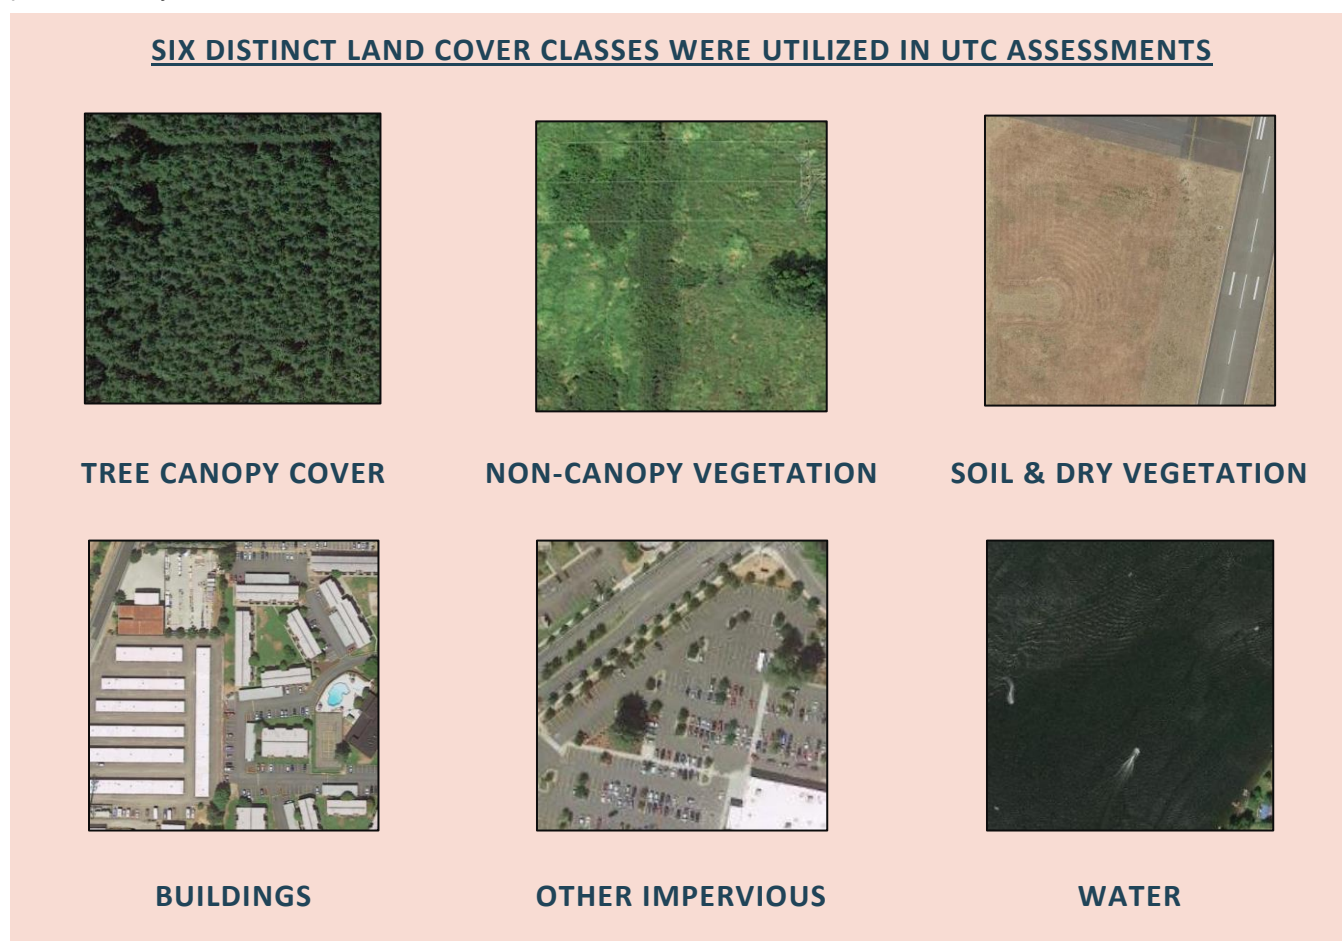 SIX DISTINCT LAND COVER CLASSES WERE UTILIZED IN UTC ASSESSMENTS
TREE CANOPY COVER
NON-CANOPY VEGETATION
SOIL & DRY VEGETATION
BUILDINGS
OTHER IMPERVIOUS
WATER